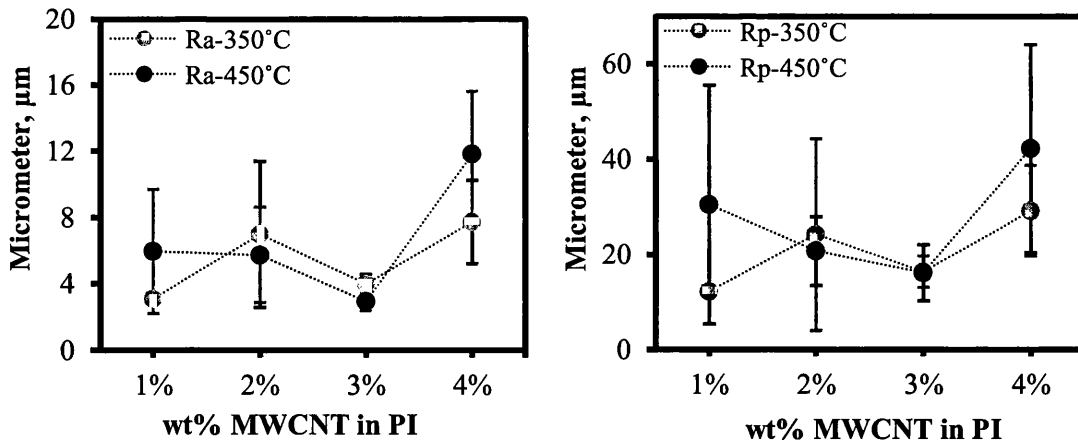 20
16
12
8
4
0
Micrometer, μm
Ra-350°C
Ra-450°C
1%
2%
3%
4%
wt% MWCNT in PI
60
40
20
0
Micrometer, μm
Rp-350°C
Rp-450°C
1%
2%
3%
4%
wt% MWCNT in PI